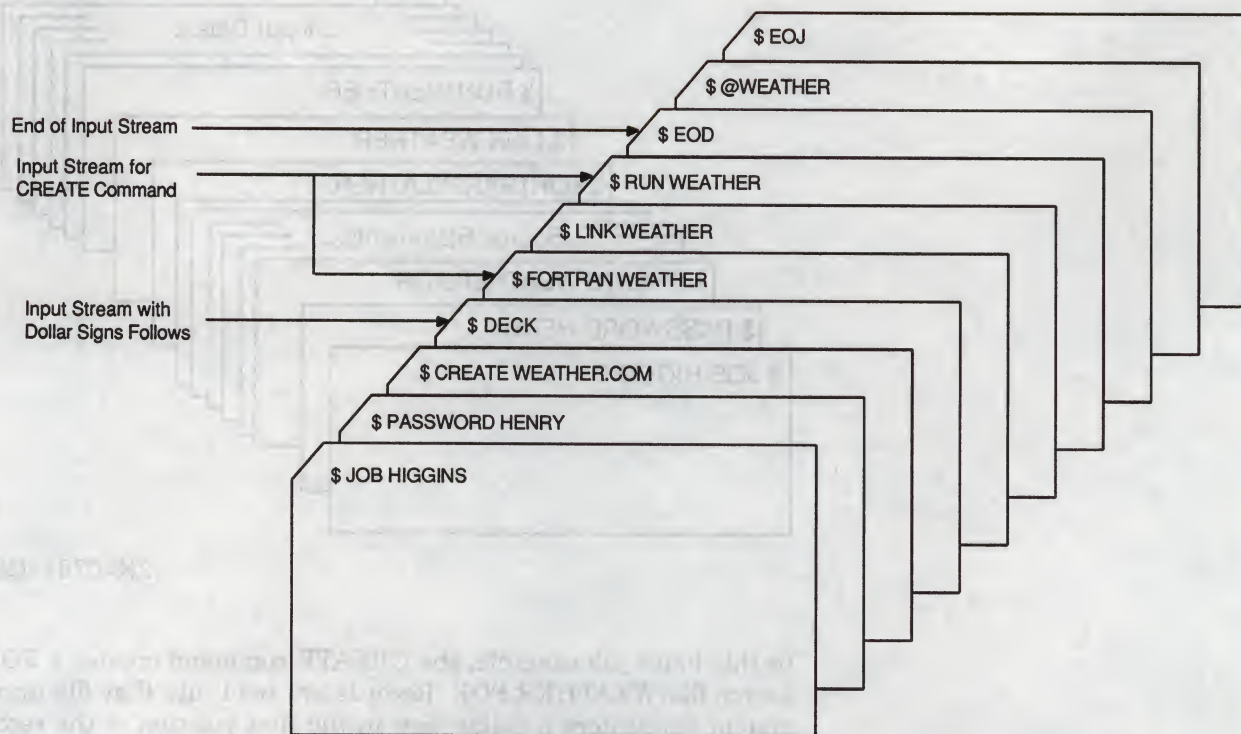 $ EOJ
$ @WEATHER
End of Input Stream
$ EOD
Input Stream for
CREATE Command
$ RUN WEATHER
$ LINK WEATHER
$ FORTRAN WEATHER
Input Stream with
Dollar Signs Follows
$ DECK
$ CREATE WEATHER.COM
$ PASSWORD HENRY
$ JOB HIGGINS